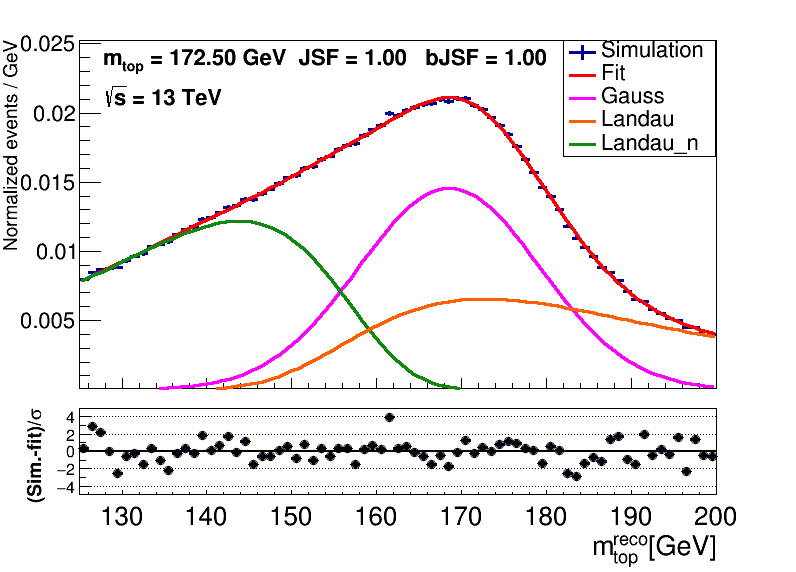 0.025
0.02
0.015
0.01
0.005
Normalized events / GeV
m_top = 172.50 GeV JSF = 1.00 bJSF = 1.00
√s = 13 TeV
Simulation
Fit
Gauss
Landau
Landau_n
(Sim.-fit)/σ
4
2
0
−2
−4
130 140 150 160 170 180 190 200
m_top^reco[GeV]